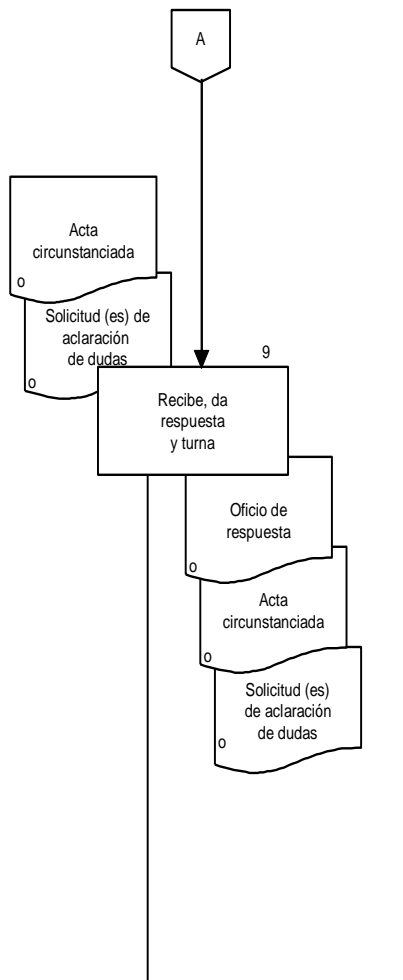 A
Acta
circunstanciada
o
Solicitud (es) de
aclaración
de dudas
o
9
Recibe, da
respuesta
y turna
Oficio de
respuesta
o
Acta
circunstanciada
o
Solicitud (es)
de aclaración
de dudas
o